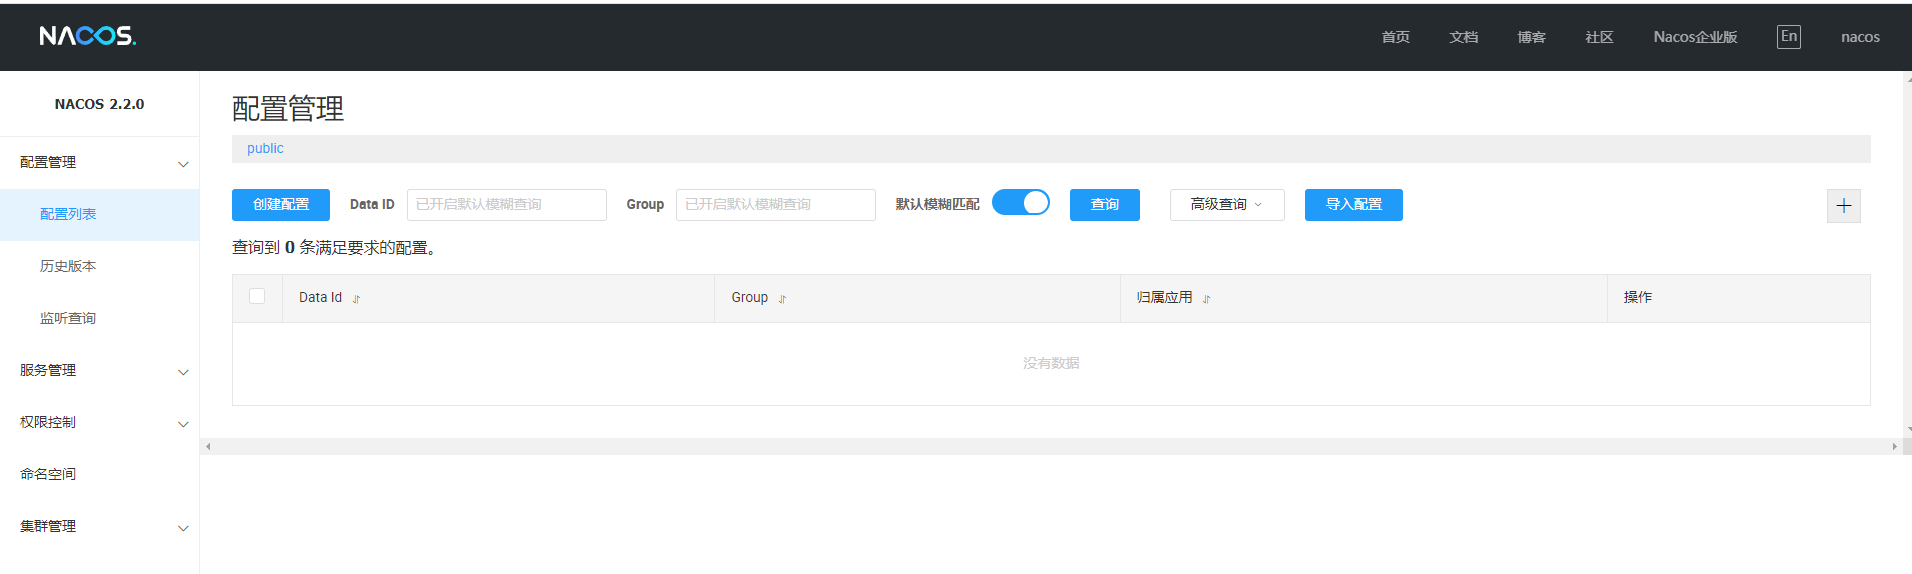 NACOS.
首页 文档 博客 社区 Nacos企业版 En nacos
NACOS 2.2.0
配置管理
配置列表
历史版本
监听查询
服务管理
权限控制
命名空间
集群管理
配置管理
public
创建配置 Data ID 已开启默认模糊查询 Group 已开启默认模糊查询 默认模糊匹配 查询 高级查询 导入配置
查询到 0 条满足要求的配置。
Data Id Group 归属应用 操作
没有数据